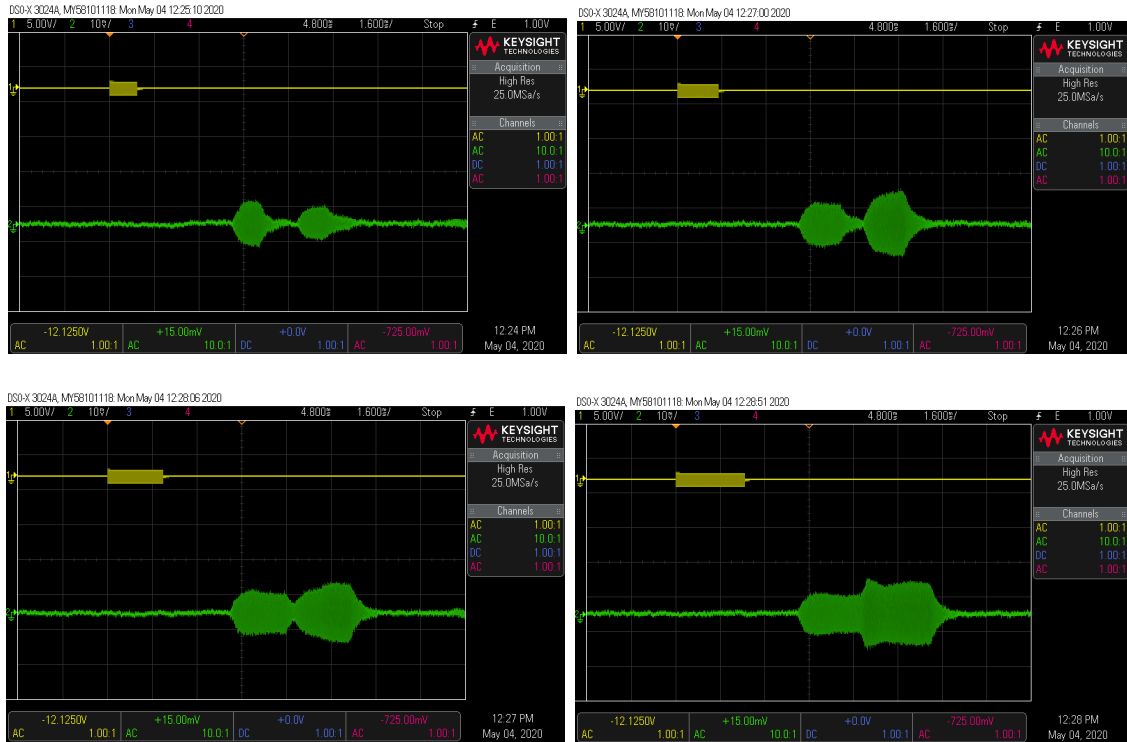 DSO-X 3024A, MY58101118: Mon May 04 12:25:10 2020
1 5.00V/ 2 10mV/ 3 4 4.800ms 1.600ms/ Stop E 1.00V
KEYSIGHT
TECHNOLOGIES
Acquisition
High Res
25.0MSa/s
Channels
AC 1.00:1
AC 10.0:1
DC 1.00:1
AC 1.00:1
1
2
-12.1250V +15.00mV +0.0V -725.00mV
AC 1.00:1 AC 10.0:1 DC 1.00:1 AC 1.00:1
12:24 PM
May 04, 2020
DSO-X 3024A, MY58101118: Mon May 04 12:27:00 2020
1 5.00V/ 2 10mV/ 3 4 4.800ms 1.600ms/ Stop E 1.00V
KEYSIGHT
TECHNOLOGIES
Acquisition
High Res
25.0MSa/s
Channels
AC 1.00:1
AC 10.0:1
DC 1.00:1
AC 1.00:1
1
2
-12.1250V +15.00mV +0.0V -725.00mV
AC 1.00:1 AC 10.0:1 DC 1.00:1 AC 1.00:1
12:26 PM
May 04, 2020
DSO-X 3024A, MY58101118: Mon May 04 12:28:06 2020
1 5.00V/ 2 10mV/ 3 4 4.800ms 1.600ms/ Stop E 1.00V
KEYSIGHT
TECHNOLOGIES
Acquisition
High Res
25.0MSa/s
Channels
AC 1.00:1
AC 10.0:1
DC 1.00:1
AC 1.00:1
1
2
-12.1250V +15.00mV +0.0V -725.00mV
AC 1.00:1 AC 10.0:1 DC 1.00:1 AC 1.00:1
12:27 PM
May 04, 2020
DSO-X 3024A, MY58101118: Mon May 04 12:28:51 2020
1 5.00V/ 2 10mV/ 3 4 4.800ms 1.600ms/ Stop E 1.00V
KEYSIGHT
TECHNOLOGIES
Acquisition
High Res
25.0MSa/s
Channels
AC 1.00:1
AC 10.0:1
DC 1.00:1
AC 1.00:1
1
2
-12.1250V +15.00mV +0.0V -725.00mV
AC 1.00:1 AC 10.0:1 DC 1.00:1 AC 1.00:1
12:28 PM
May 04, 2020